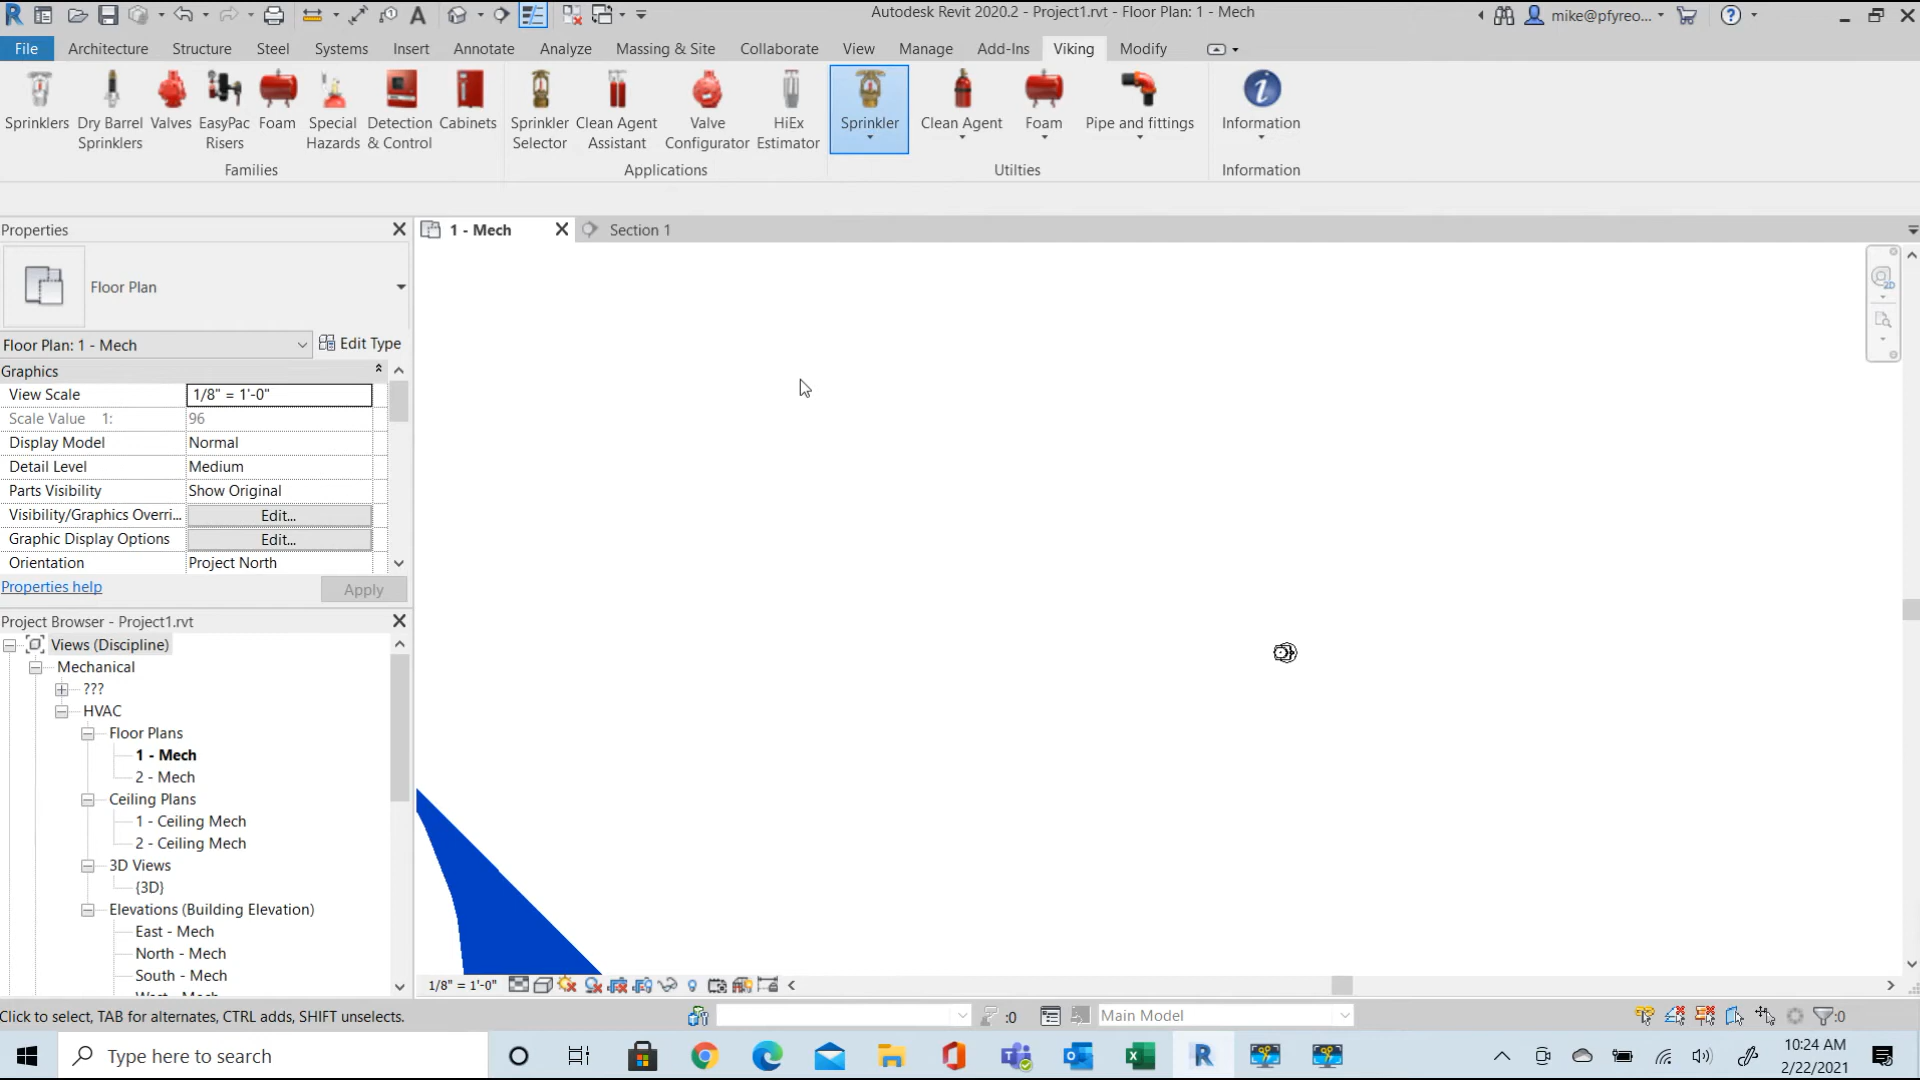 Autodesk Revit 2020.2 - Project1.rvt - Floor Plan: 1 - Mech
mike@pfyreo...
File Architecture Structure Steel Systems Insert Annotate Analyze Massing & Site Collaborate View Manage Add-Ins Viking Modify
Sprinklers
Dry Barrel
Sprinklers
Valves
EasyPac
Risers
Foam
Special
Hazards
Detection
& Control
Cabinets
Families
Sprinkler
Selector
Clean Agent
Assistant
Valve
Configurator
HiEx
Estimator
Applications
Sprinkler
Clean Agent
Foam
Pipe and fittings
Utilties
Information
Information
Properties
1 - Mech
Section 1
Floor Plan
Floor Plan: 1 - Mech
Edit Type
Graphics
View Scale 1/8" = 1'-0"
Scale Value 1: 96
Display Model Normal
Detail Level Medium
Parts Visibility Show Original
Visibility/Graphics Overri... Edit...
Graphic Display Options Edit...
Orientation Project North
Properties help
Apply
Project Browser - Project1.rvt
Views (Discipline)
Mechanical
???
HVAC
Floor Plans
1 - Mech
2 - Mech
Ceiling Plans
1 - Ceiling Mech
2 - Ceiling Mech
3D Views
{3D}
Elevations (Building Elevation)
East - Mech
North - Mech
South - Mech
2D
1/8" = 1'-0"
Click to select, TAB for alternates, CTRL adds, SHIFT unselects.
:0
Main Model
:0
Type here to search
10:24 AM
2/22/2021